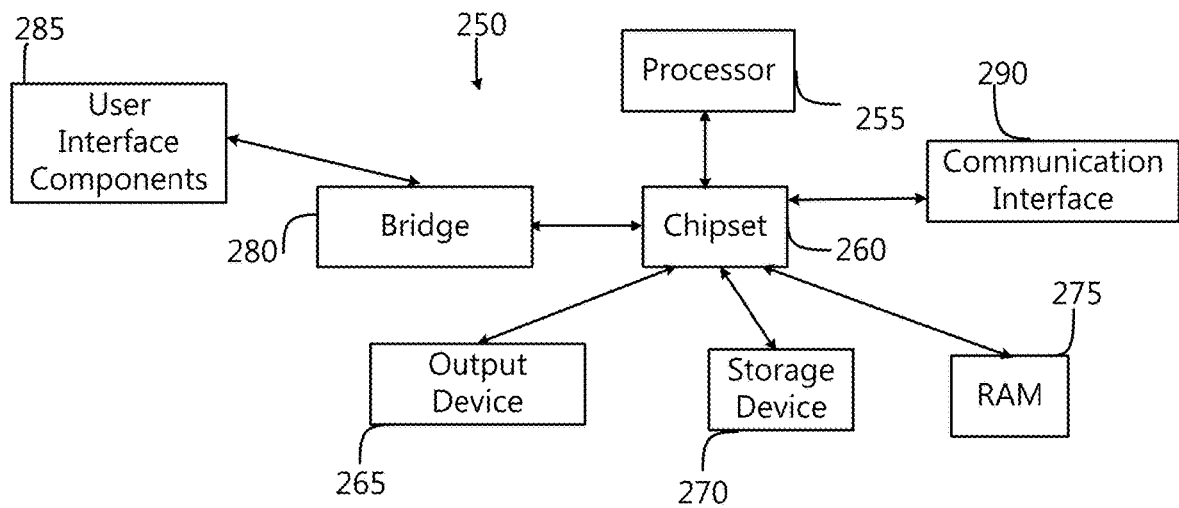 285
250
Processor
290
User
Interface
Components
255
Communication
Interface
Bridge
Chipset
280
260
275
Output
Device
Storage
Device
RAM
265
270